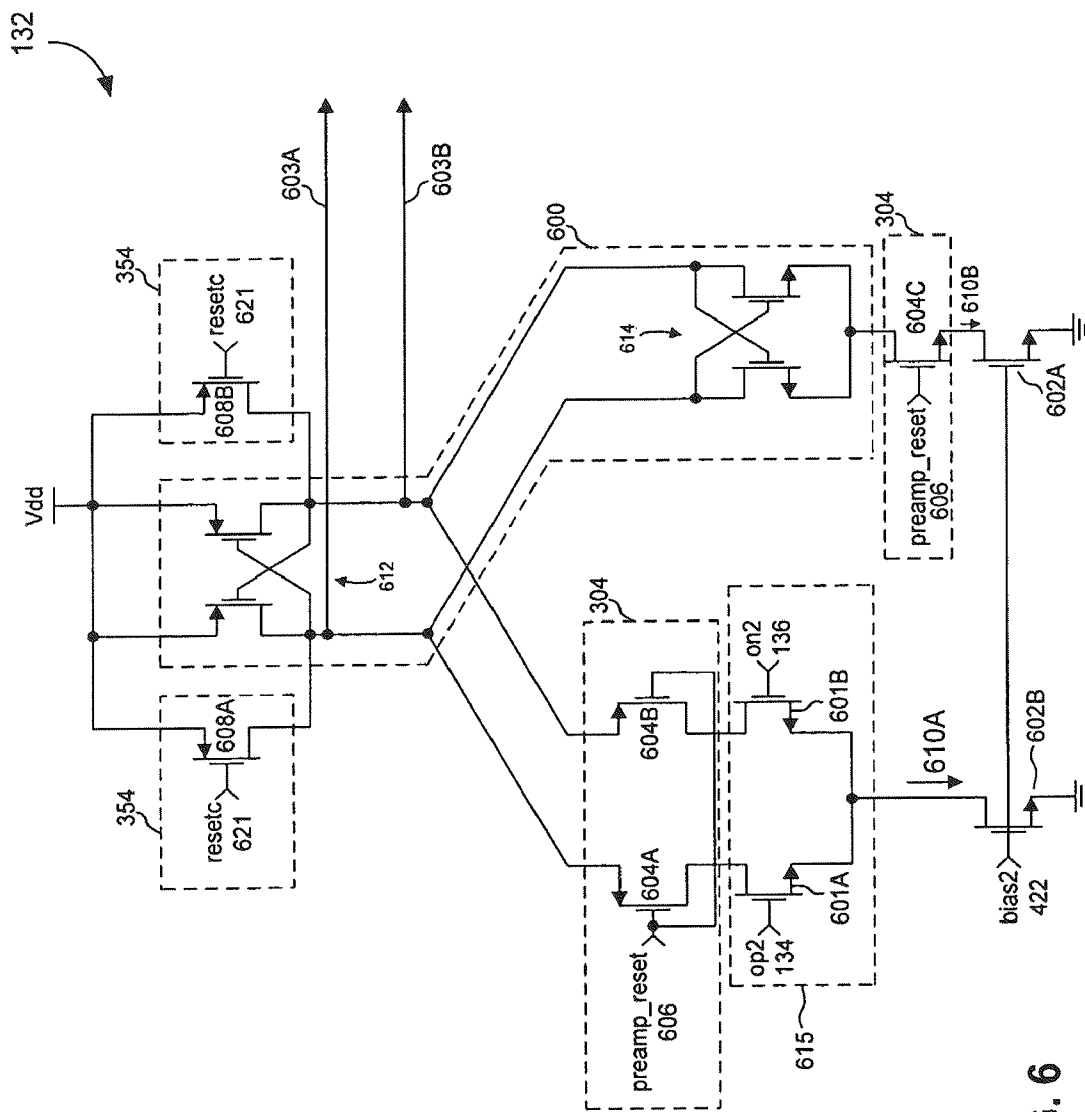 132
Vdd
354
608A
resetc
621
354
608B
resetc
621
612
603A
603B
600
614
304
604A
604B
preamp_reset
606
304
604C
preamp_reset
606
610B
602A
op2
134
601A
on2
136
601B
615
610A
bias2
422
602B
. 6